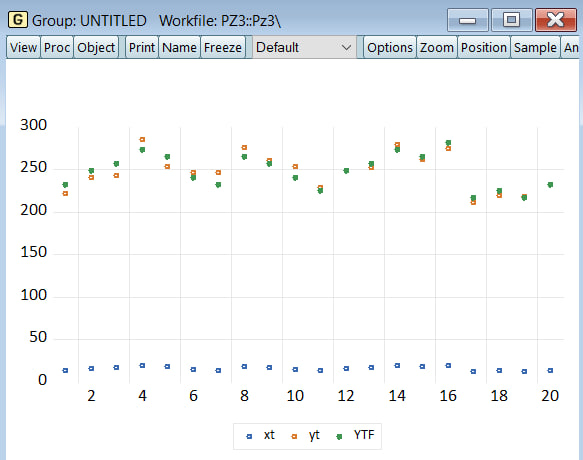 G Group: UNTITLED Workfile: PZ3::Pz3\
View Proc Object Print Name Freeze Default Options Zoom Position Sample An
300
250
200
150
100
50
0
2 4 6 8 10 12 14 16 18 20
xt yt YTF